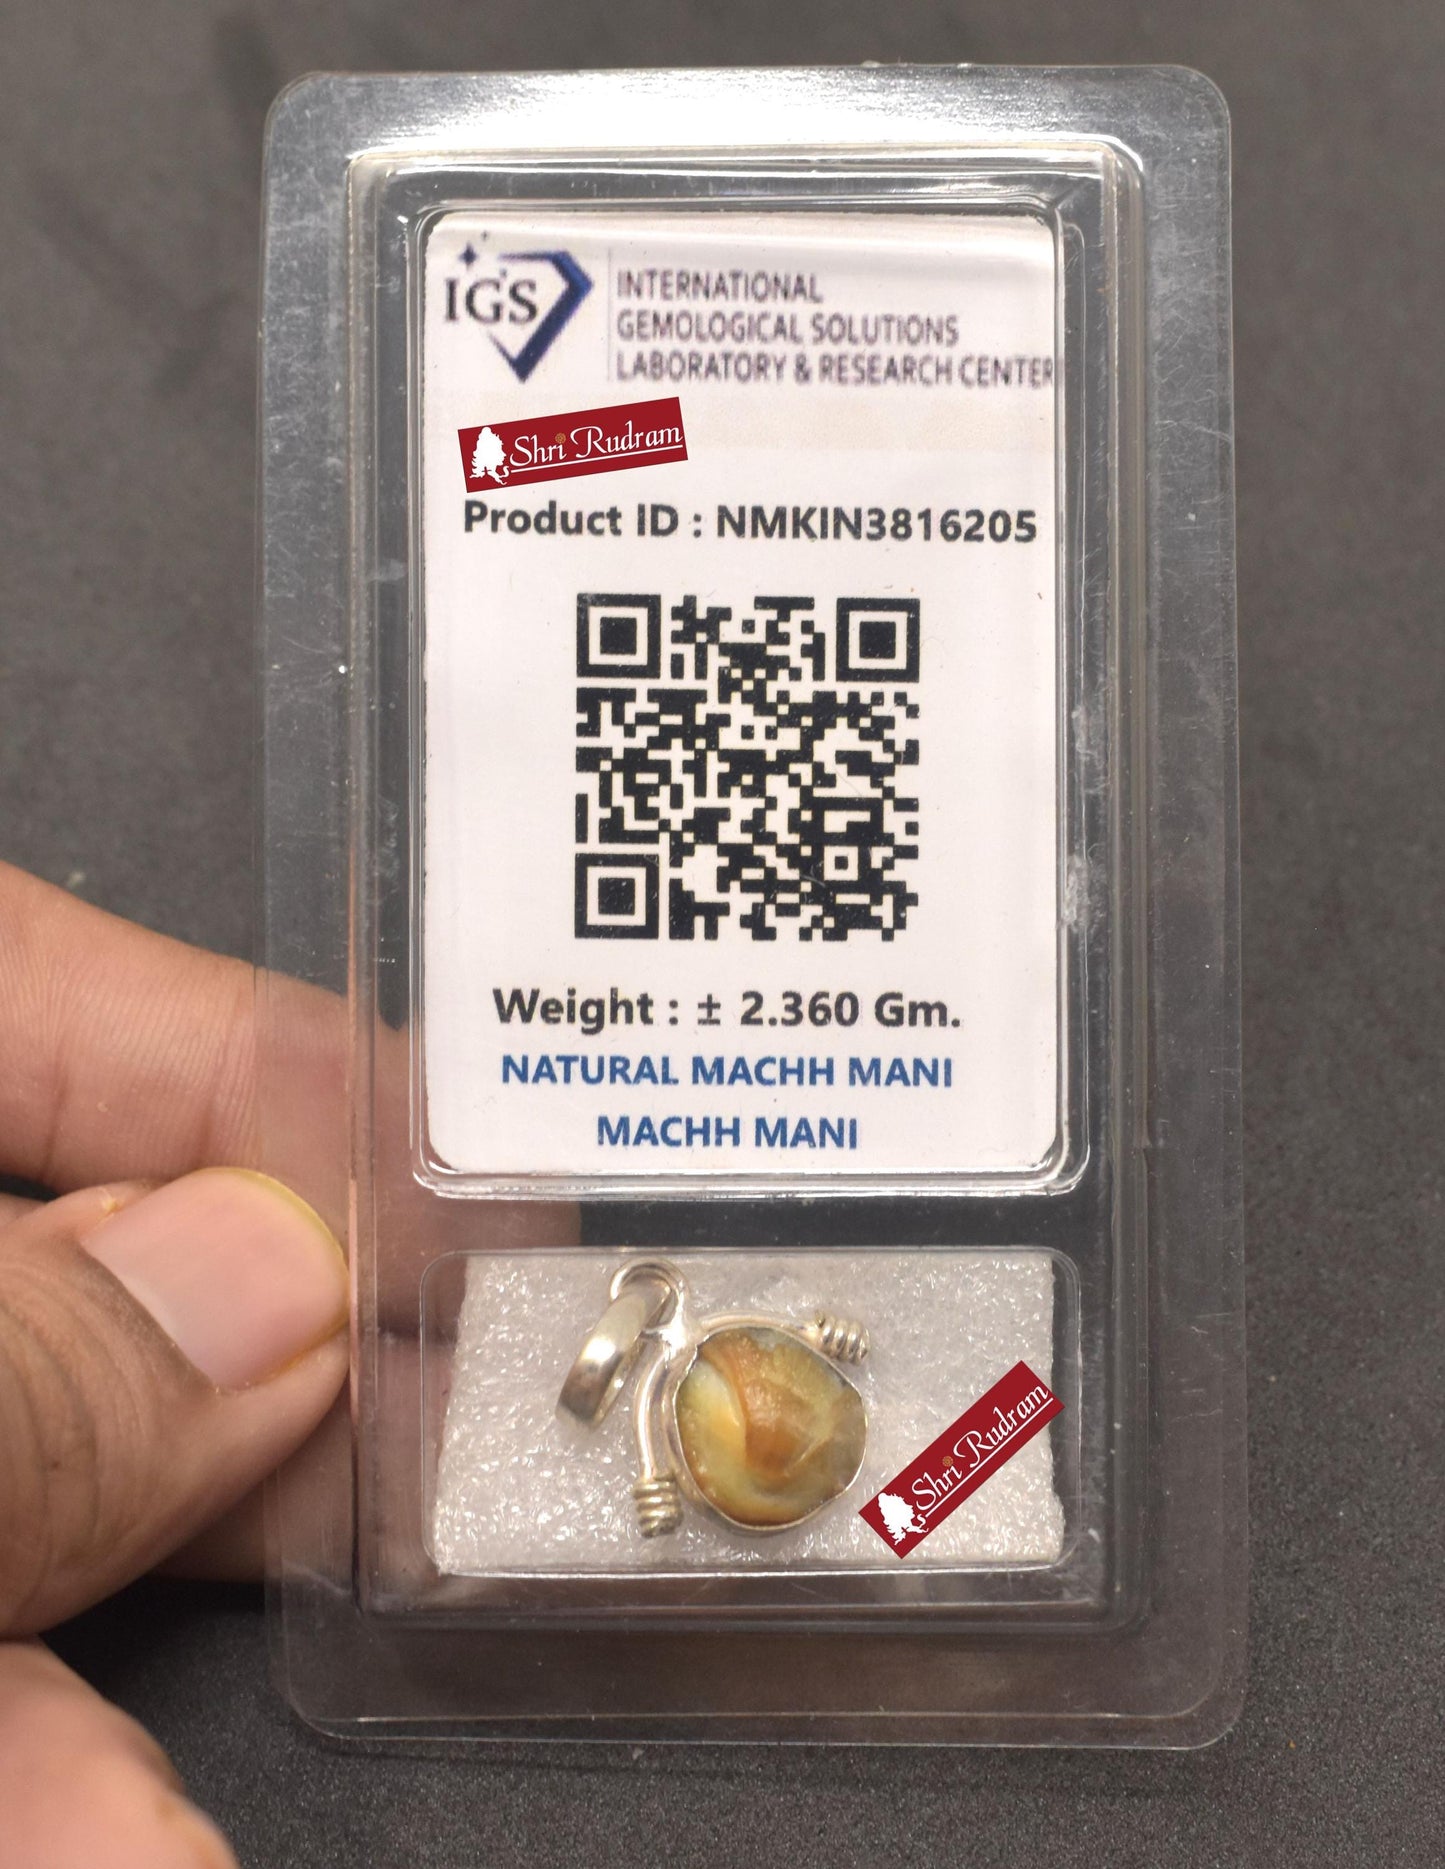 IGS
INTERNATIONAL
GEMOLOGICAL SOLUTIONS
LABORATORY & RESEARCH CENTER
Shri Rudram
Product ID : NMKIN3816205
Weight : ± 2.360 Gm.
NATURAL MACHH MANI
MACHH MANI
Shri Rudram